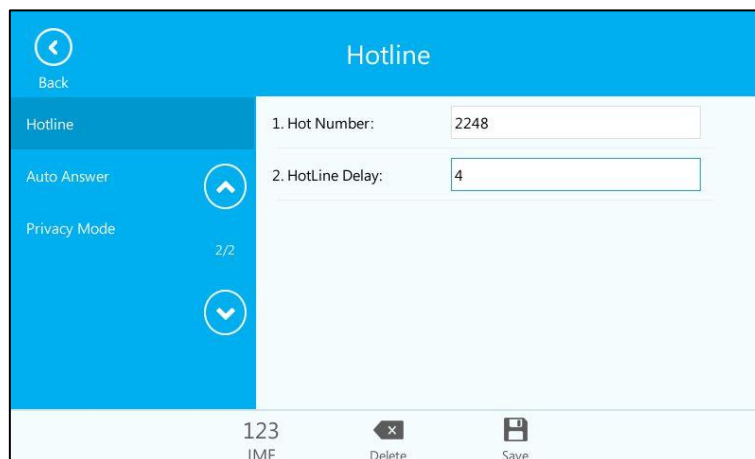 Hotline
Back
Hotline
Auto Answer
Privacy Mode
2/2
1. Hot Number: 2248
2. HotLine Delay: 4
123
IME
Delete
Save